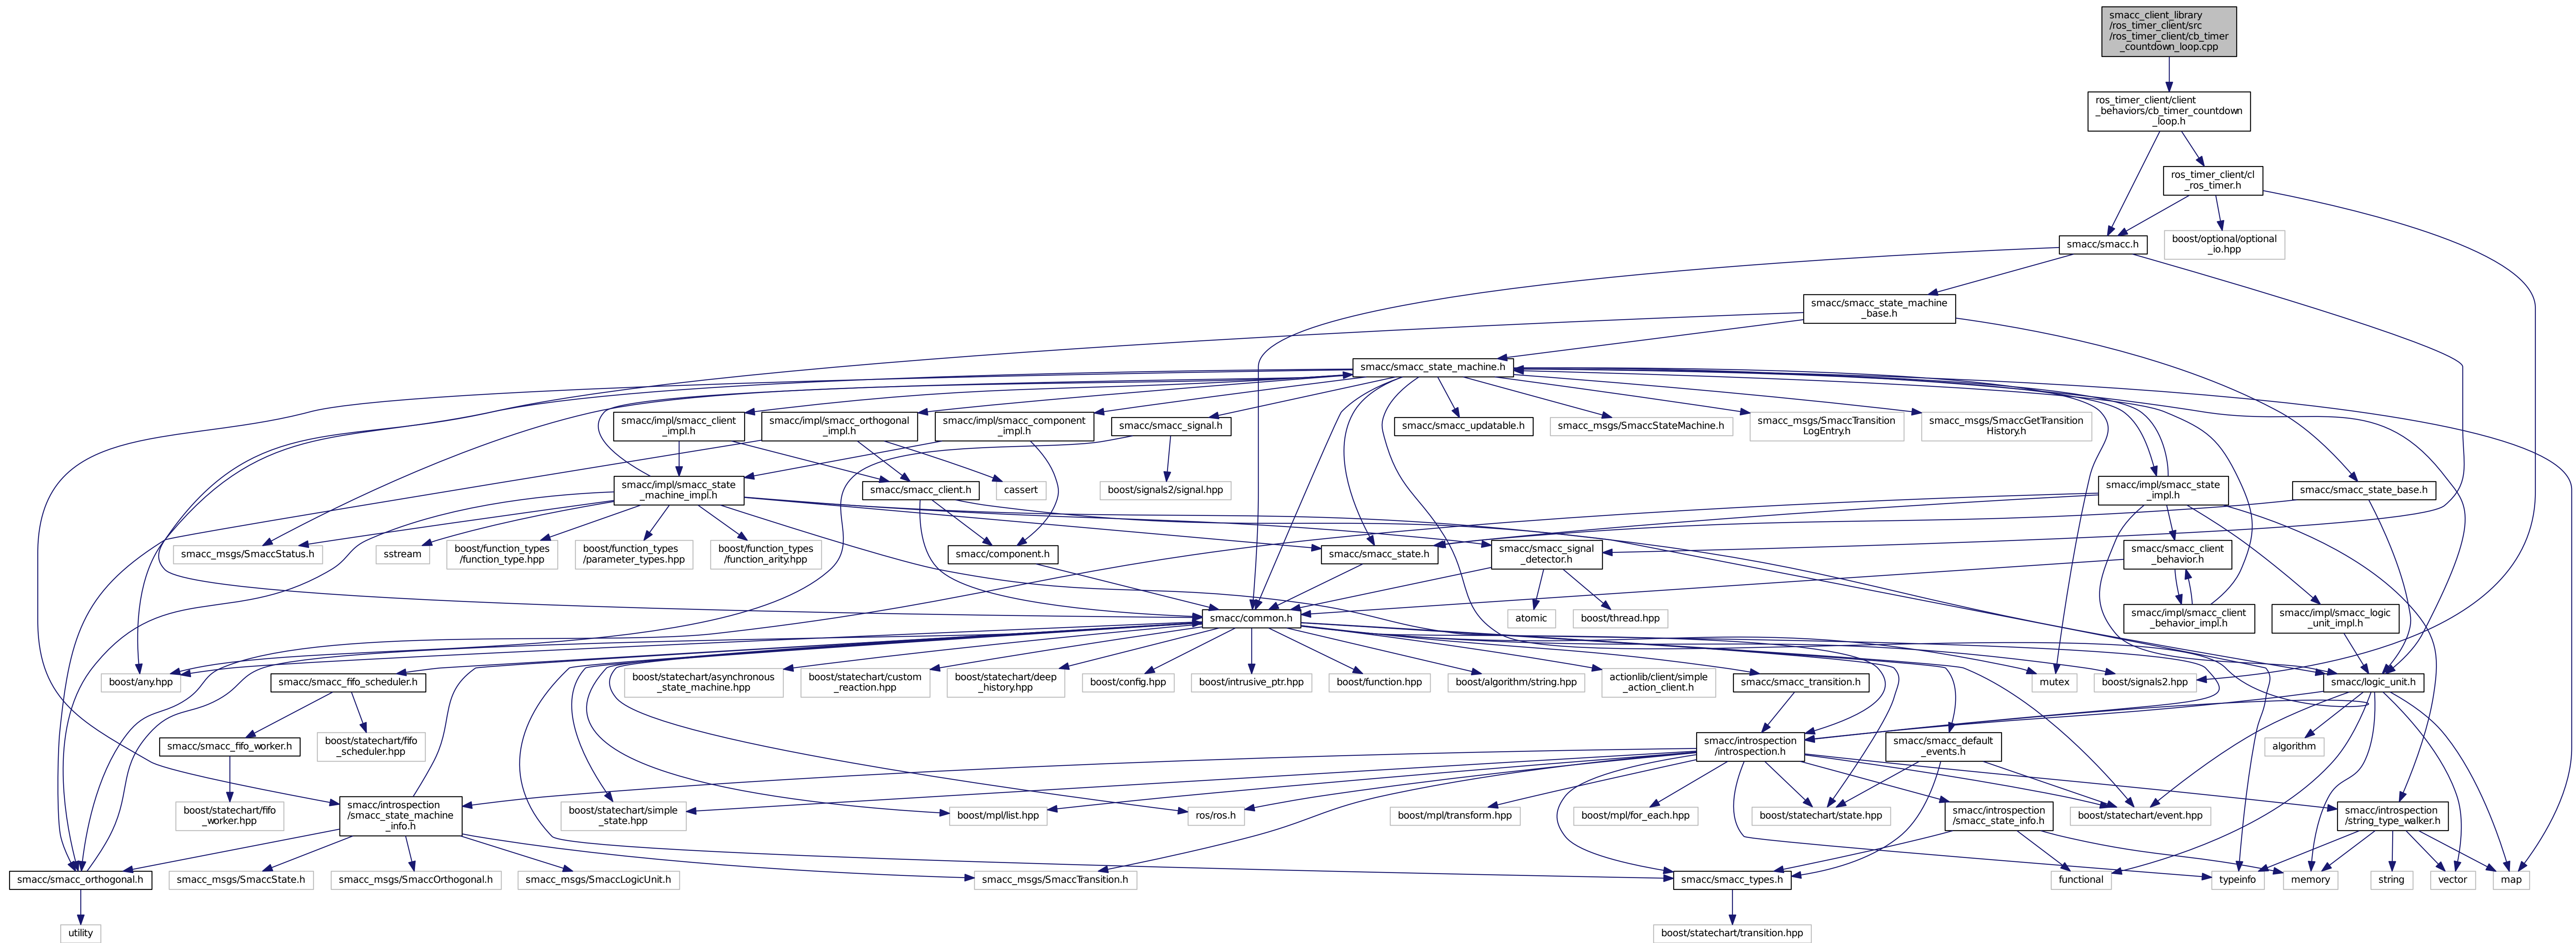 smacc_client_library
/ros_timer_client/src
/ros_timer_client/cb_timer
_countdown_loop.cpp
ros_timer_client/client
_behaviors/cb_timer_countdown
_loop.h
ros_timer_client/cl
_ros_timer.h
smacc/smacc.h
boost/optional/optional
_io.hpp
smacc/smacc_state_machine
_base.h
smacc/smacc_state_machine.h
smacc/impl/smacc_client
_impl.h
smacc/impl/smacc_orthogonal
_impl.h
smacc/impl/smacc_component
_impl.h
smacc/smacc_signal.h
smacc/smacc_updatable.h
smacc_msgs/SmaccStateMachine.h
smacc_msgs/SmaccTransition
LogEntry.h
smacc_msgs/SmaccGetTransition
History.h
smacc/impl/smacc_state
_machine_impl.h
smacc/smacc_client.h
cassert
boost/signals2/signal.hpp
smacc/impl/smacc_state
_impl.h
smacc/smacc_state_base.h
smacc_msgs/SmaccStatus.h
sstream
boost/function_types
/function_type.hpp
boost/function_types
/parameter_types.hpp
boost/function_types
/function_arity.hpp
smacc/component.h
smacc/smacc_state.h
smacc/smacc_signal
_detector.h
smacc/smacc_client
_behavior.h
smacc/common.h
atomic
boost/thread.hpp
smacc/impl/smacc_client
_behavior_impl.h
smacc/impl/smacc_logic
_unit_impl.h
boost/any.hpp
smacc/smacc_fifo_scheduler.h
boost/statechart/asynchronous
_state_machine.hpp
boost/statechart/custom
_reaction.hpp
boost/statechart/deep
_history.hpp
boost/config.hpp
boost/intrusive_ptr.hpp
boost/function.hpp
boost/algorithm/string.hpp
actionlib/client/simple
_action_client.h
smacc/smacc_transition.h
mutex
boost/signals2.hpp
smacc/logic_unit.h
smacc/smacc_fifo_worker.h
boost/statechart/fifo
_scheduler.hpp
smacc/introspection
/introspection.h
smacc/smacc_default
_events.h
algorithm
boost/statechart/fifo
_worker.hpp
smacc/introspection
/smacc_state_machine
_info.h
boost/statechart/simple
_state.hpp
boost/mpl/list.hpp
ros/ros.h
boost/mpl/transform.hpp
boost/mpl/for_each.hpp
boost/statechart/state.hpp
smacc/introspection
/smacc_state_info.h
boost/statechart/event.hpp
smacc/introspection
/string_type_walker.h
smacc/smacc_orthogonal.h
smacc_msgs/SmaccState.h
smacc_msgs/SmaccOrthogonal.h
smacc_msgs/SmaccLogicUnit.h
smacc_msgs/SmaccTransition.h
smacc/smacc_types.h
functional
typeinfo
memory
string
vector
map
utility
boost/statechart/transition.hpp